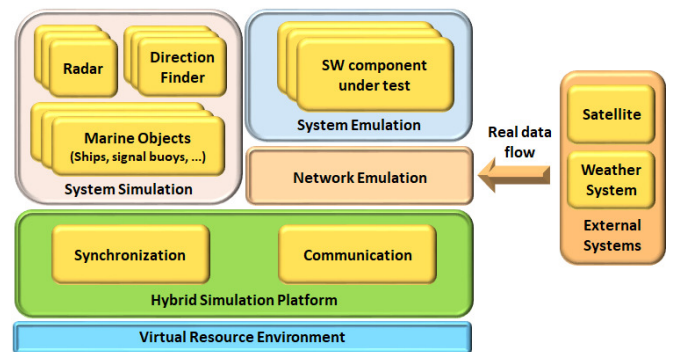 Radar
Direction
Finder
Marine Objects
(Ships, signal buoys, ...)
System Simulation
SW component
under test
System Emulation
Network Emulation
Real data
flow
Satellite
Weather
System
External
Systems
Synchronization
Communication
Hybrid Simulation Platform
Virtual Resource Environment